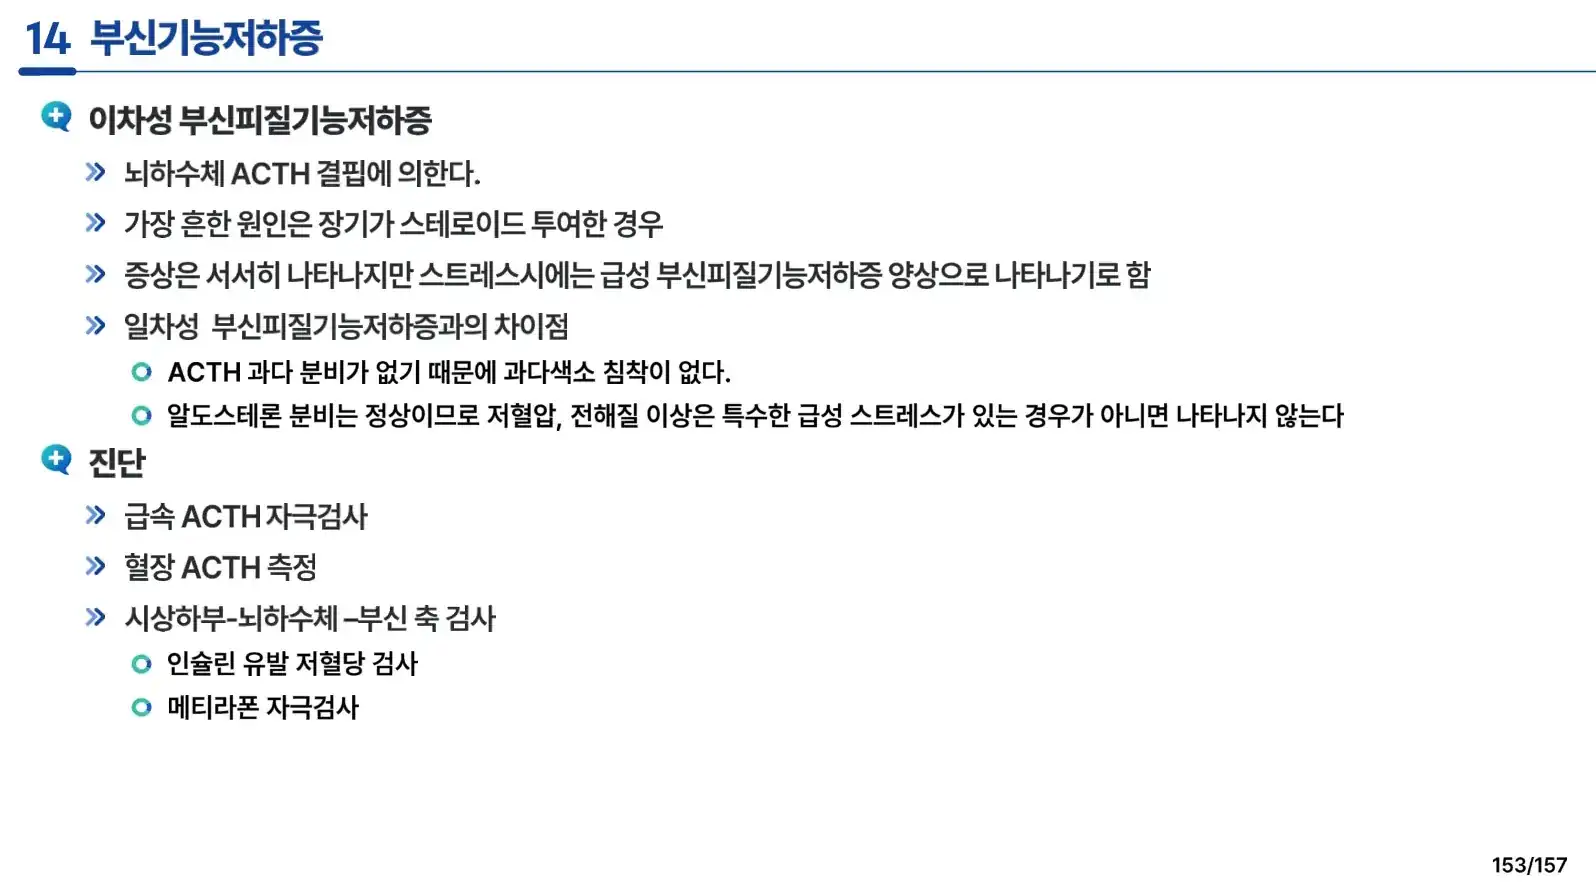 14 부신기능저하증
이차성 부신피질기능저하증
뇌하수체 ACTH 결핍에 의한다.
가장 흔한 원인은 장기가 스테로이드 투여한 경우
증상은 서서히 나타나지만 스트레스시에는 급성 부신피질기능저하증 양상으로 나타나기로 함
일차성 부신피질기능저하증과의 차이점
ACTH 과다 분비가 없기 때문에 과다색소 침착이 없다.
알도스테론 분비는 정상이므로 저혈압, 전해질 이상은 특수한 급성 스트레스가 있는 경우가 아니면 나타나지 않는다
진단
급속 ACTH 자극검사
혈장 ACTH 측정
시상하부-뇌하수체 –부신 축 검사
인슐린 유발 저혈당 검사
메티라폰 자극검사
153/157